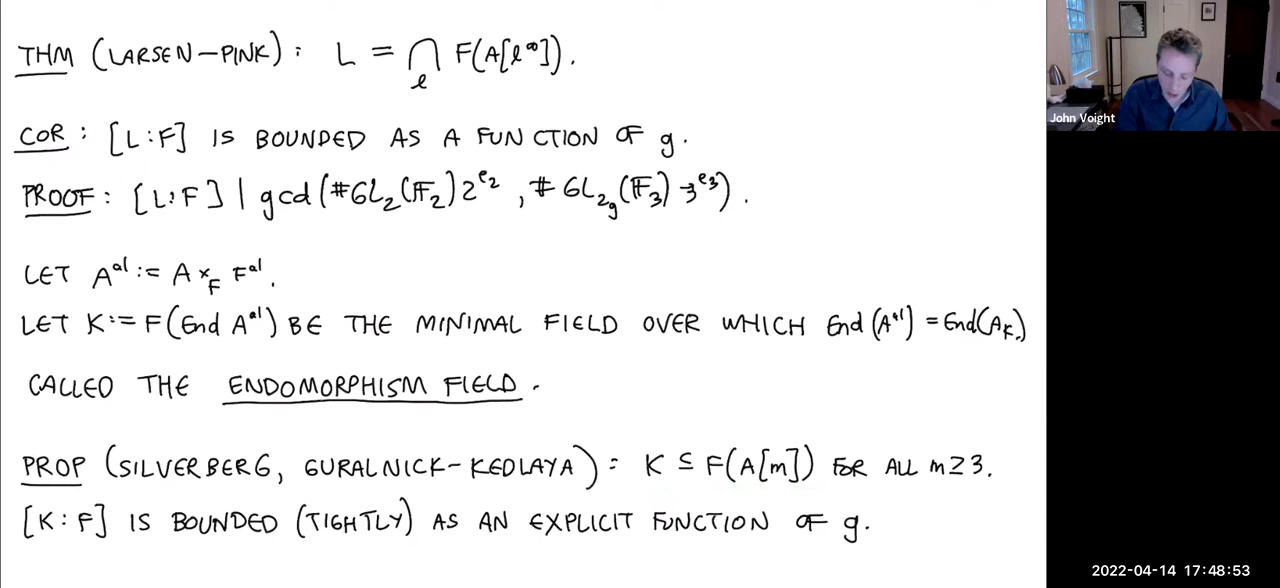 THM (LARSEN-PINK): L = ⋂_ℓ F(A[ℓ^∞]).
COR: [L:F] IS BOUNDED AS A FUNCTION OF g.
PROOF: [L:F] | gcd(#GL_2(𝔽_2)2^{e_2}, #GL_{2g}(𝔽_3)3^{e_3}).
LET A^{al} := A ×_F F^{al}.
LET K := F(End A^{al}) BE THE MINIMAL FIELD OVER WHICH End(A^{al}) = End(A_K.)
CALLED THE ENDOMORPHISM FIELD.
PROP (SILVERBERG, GURALNICK-KEDLAYA): K ⊆ F(A[m]) FOR ALL m≥3.
[K:F] IS BOUNDED (TIGHTLY) AS AN EXPLICIT FUNCTION OF g.
John Voight
2022-04-14 17:48:53